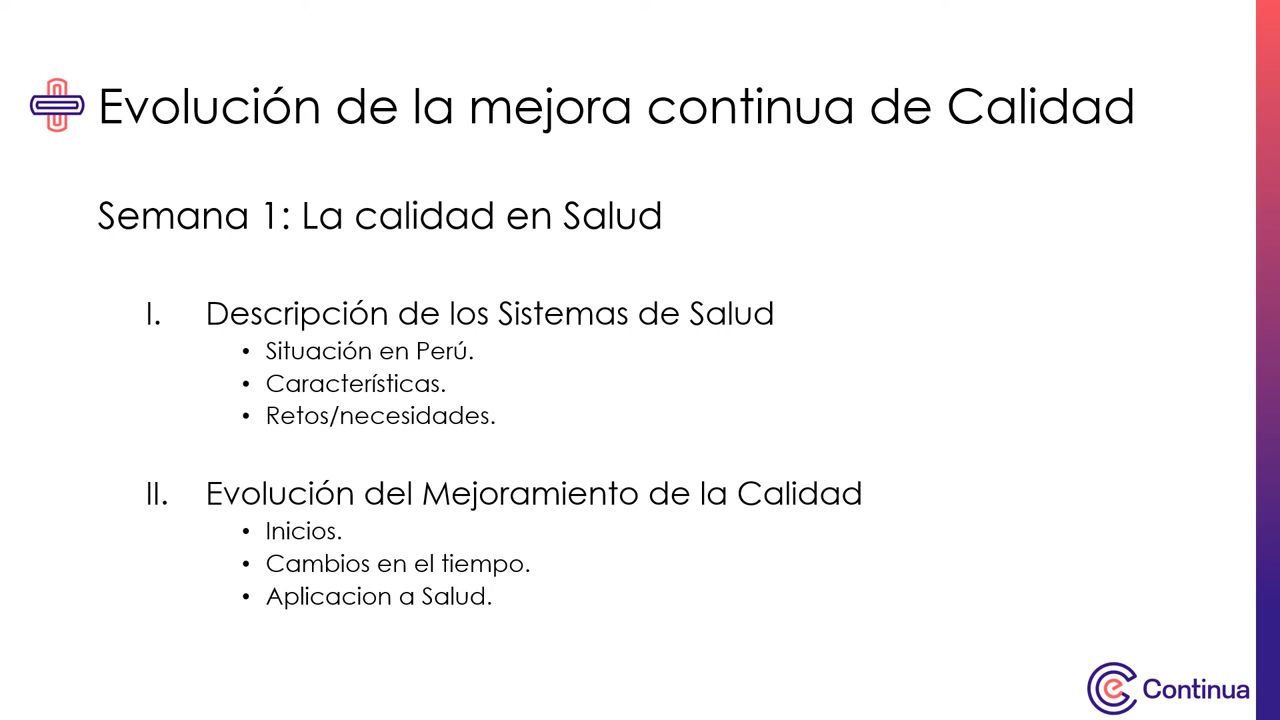 Evolución de la mejora continua de Calidad
Semana 1: La calidad en Salud
I. Descripción de los Sistemas de Salud
• Situación en Perú.
• Características.
• Retos/necesidades.
II. Evolución del Mejoramiento de la Calidad
• Inicios.
• Cambios en el tiempo.
• Aplicacion a Salud.
Continua